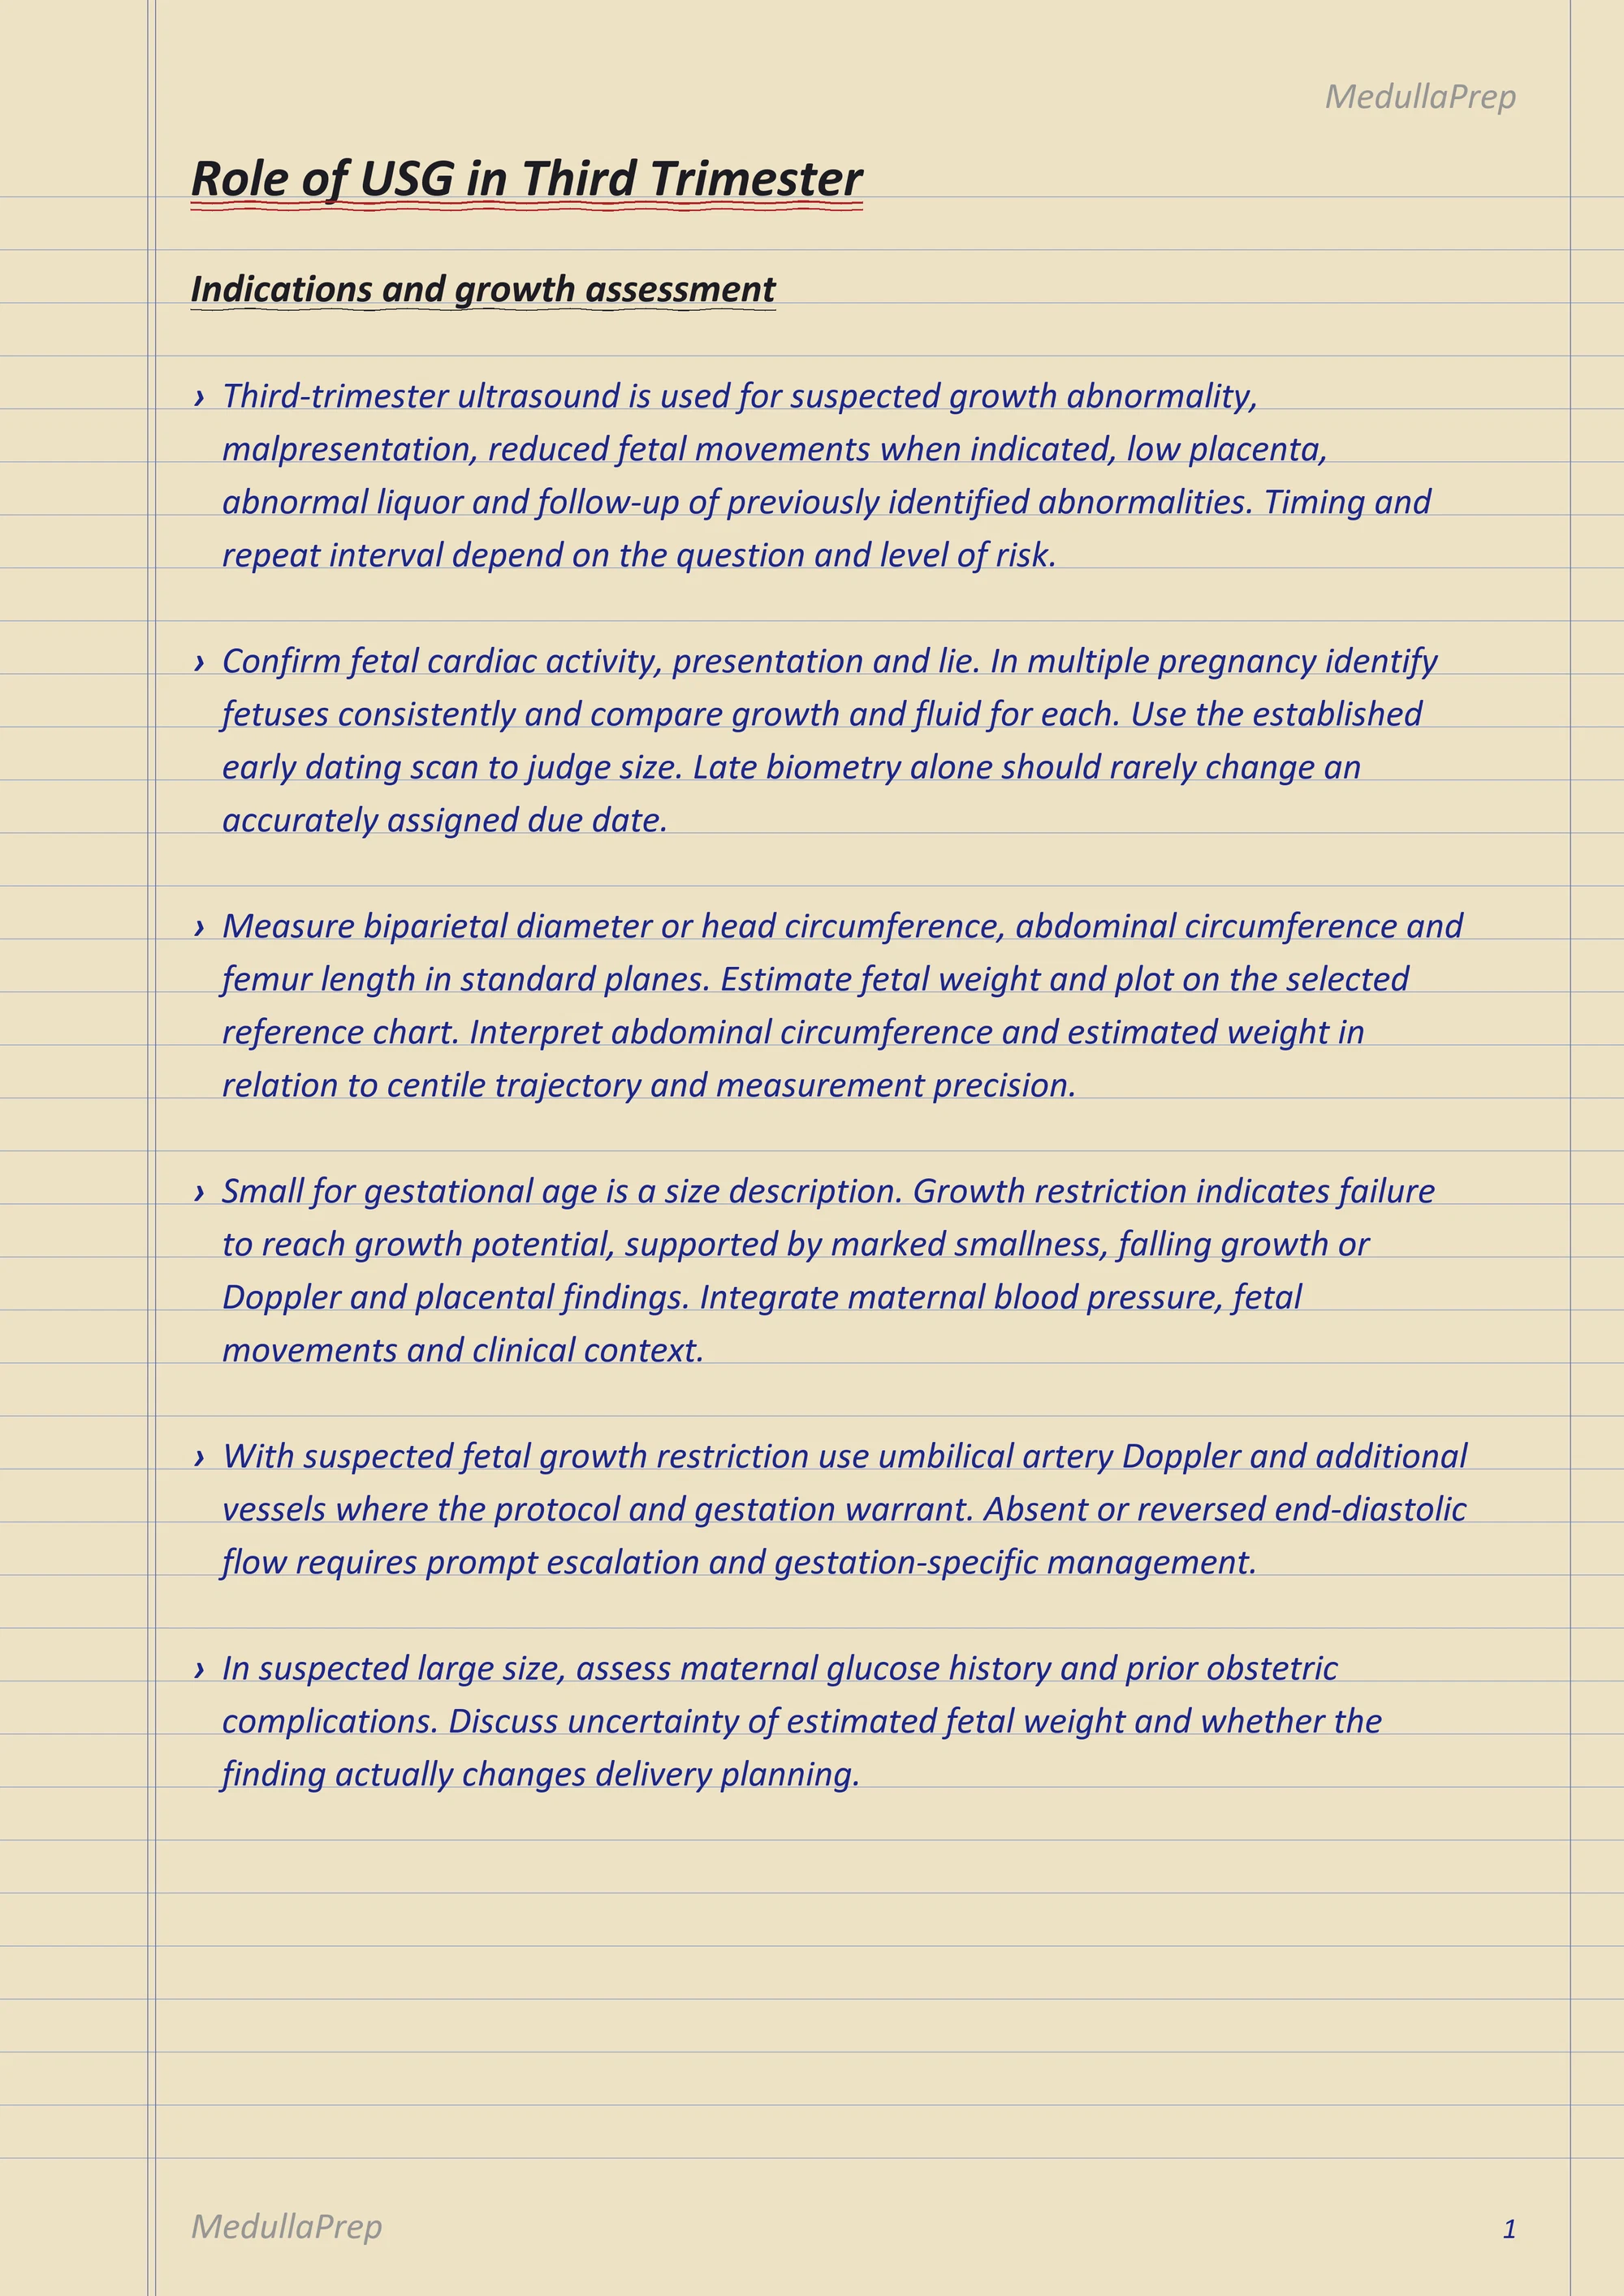 MedullaPrep
Role of USG in Third Trimester
Indications and growth assessment
› Third-trimester ultrasound is used for suspected growth abnormality,
malpresentation, reduced fetal movements when indicated, low placenta,
abnormal liquor and follow-up of previously identified abnormalities. Timing and
repeat interval depend on the question and level of risk.
› Confirm fetal cardiac activity, presentation and lie. In multiple pregnancy identify
fetuses consistently and compare growth and fluid for each. Use the established
early dating scan to judge size. Late biometry alone should rarely change an
accurately assigned due date.
› Measure biparietal diameter or head circumference, abdominal circumference and
femur length in standard planes. Estimate fetal weight and plot on the selected
reference chart. Interpret abdominal circumference and estimated weight in
relation to centile trajectory and measurement precision.
› Small for gestational age is a size description. Growth restriction indicates failure
to reach growth potential, supported by marked smallness, falling growth or
Doppler and placental findings. Integrate maternal blood pressure, fetal
movements and clinical context.
› With suspected fetal growth restriction use umbilical artery Doppler and additional
vessels where the protocol and gestation warrant. Absent or reversed end-diastolic
flow requires prompt escalation and gestation-specific management.
› In suspected large size, assess maternal glucose history and prior obstetric
complications. Discuss uncertainty of estimated fetal weight and whether the
finding actually changes delivery planning.
MedullaPrep
1